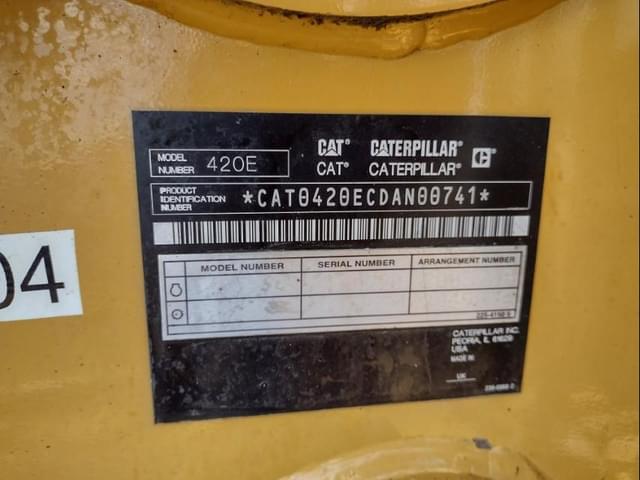 CAT CATERPILLAR
MODEL NUMBER 420E CAT® CATERPILLAR® C
PRODUCT IDENTIFICATION NUMBER *CAT0420ECDAN00741*
04
MODEL NUMBER SERIAL NUMBER ARRANGEMENT NUMBER
CATERPILLAR INC.
PEORIA, IL 61629
USA
MADE IN